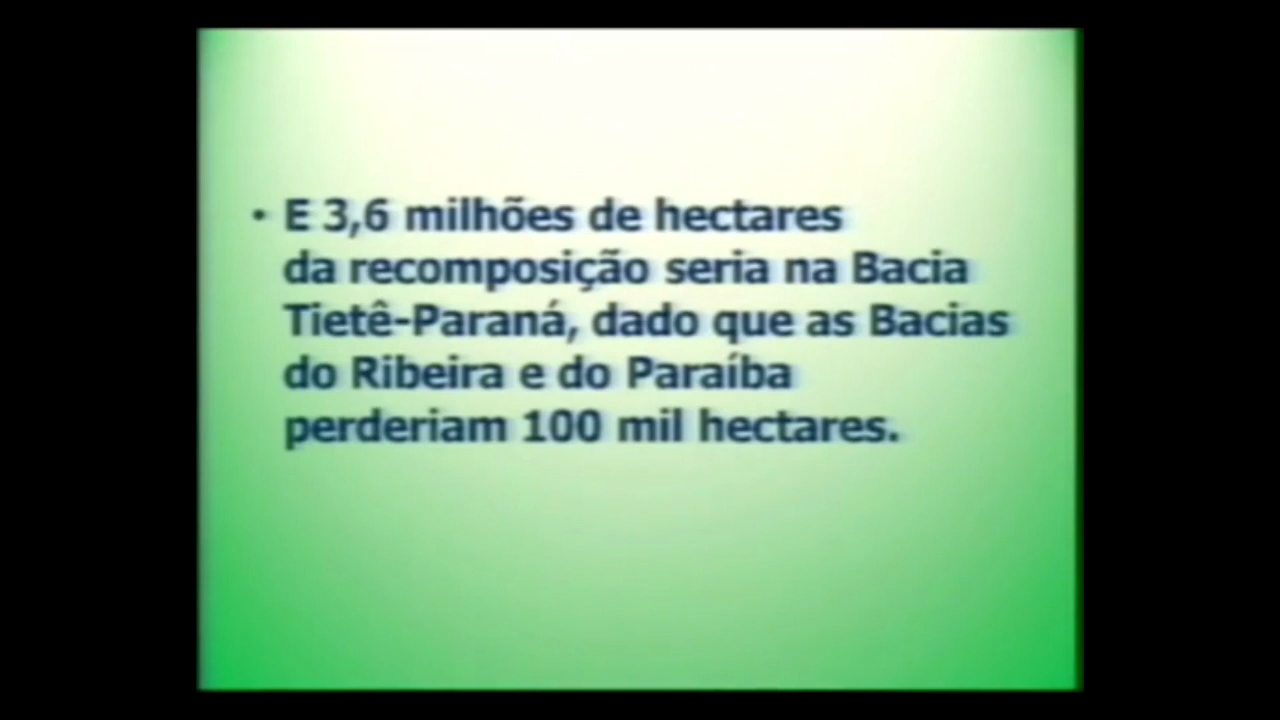 • E 3,6 milhões de hectares
da recomposição seria na Bacia
Tietê-Paraná, dado que as Bacias
do Ribeira e do Paraíba
perderiam 100 mil hectares.